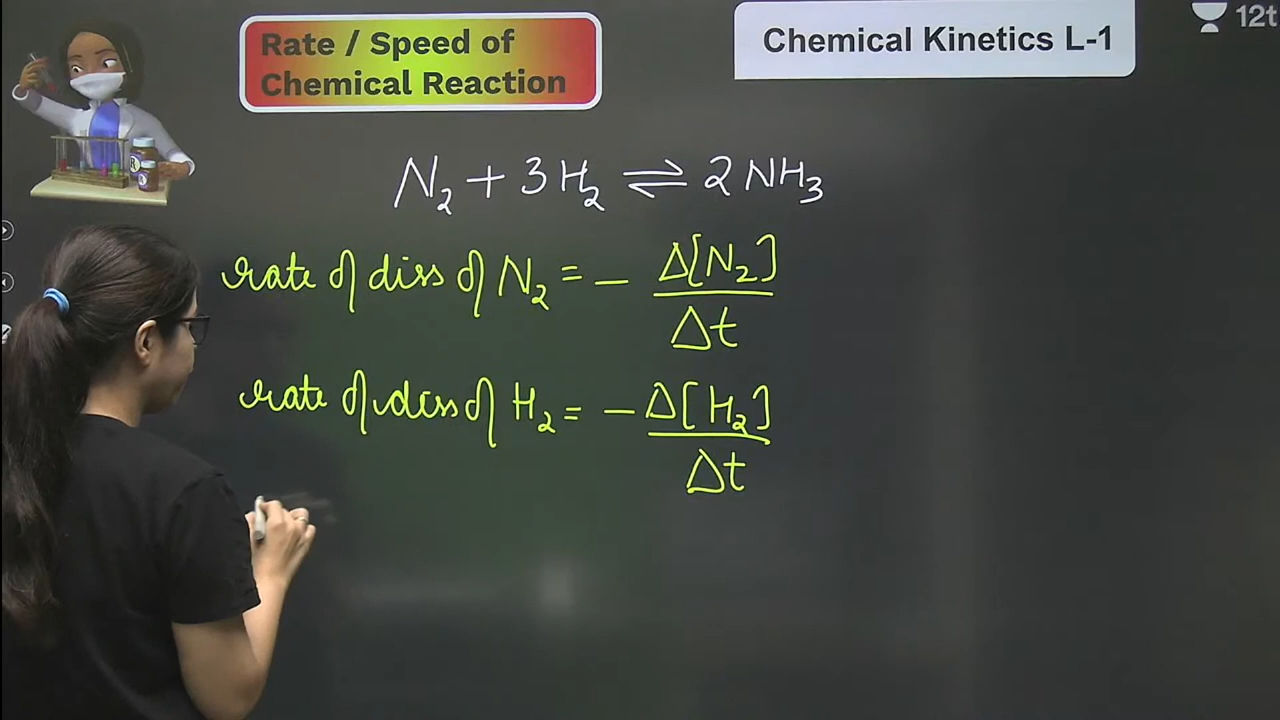 Rate / Speed of
Chemical Reaction
Chemical Kinetics L-1
12t
N₂ + 3H₂ ⇌ 2NH₃
rate of diss of N₂ = - Δ[N₂]
Δt
rate of diss of H₂ = - Δ[H₂]
Δt